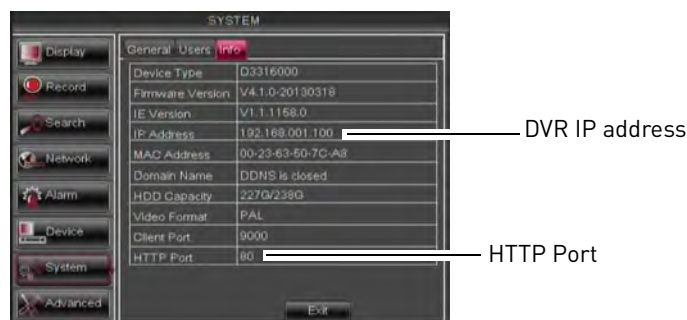 SYSTEM
Display
Record
Search
Network
Alarm
Device
System
Advanced
General Users Info
Device Type D3316000
Firmware Version V4.1.0-20130318
IE Version V1.1.1158.0
IP Address 192.168.001.100
MAC Address 00-23-63-50-7C-A8
Domain Name DDNS is closed
HDD Capacity 227G/238G
Video Format PAL
Client Port 9000
HTTP Port 80
Exit
DVR IP address
HTTP Port